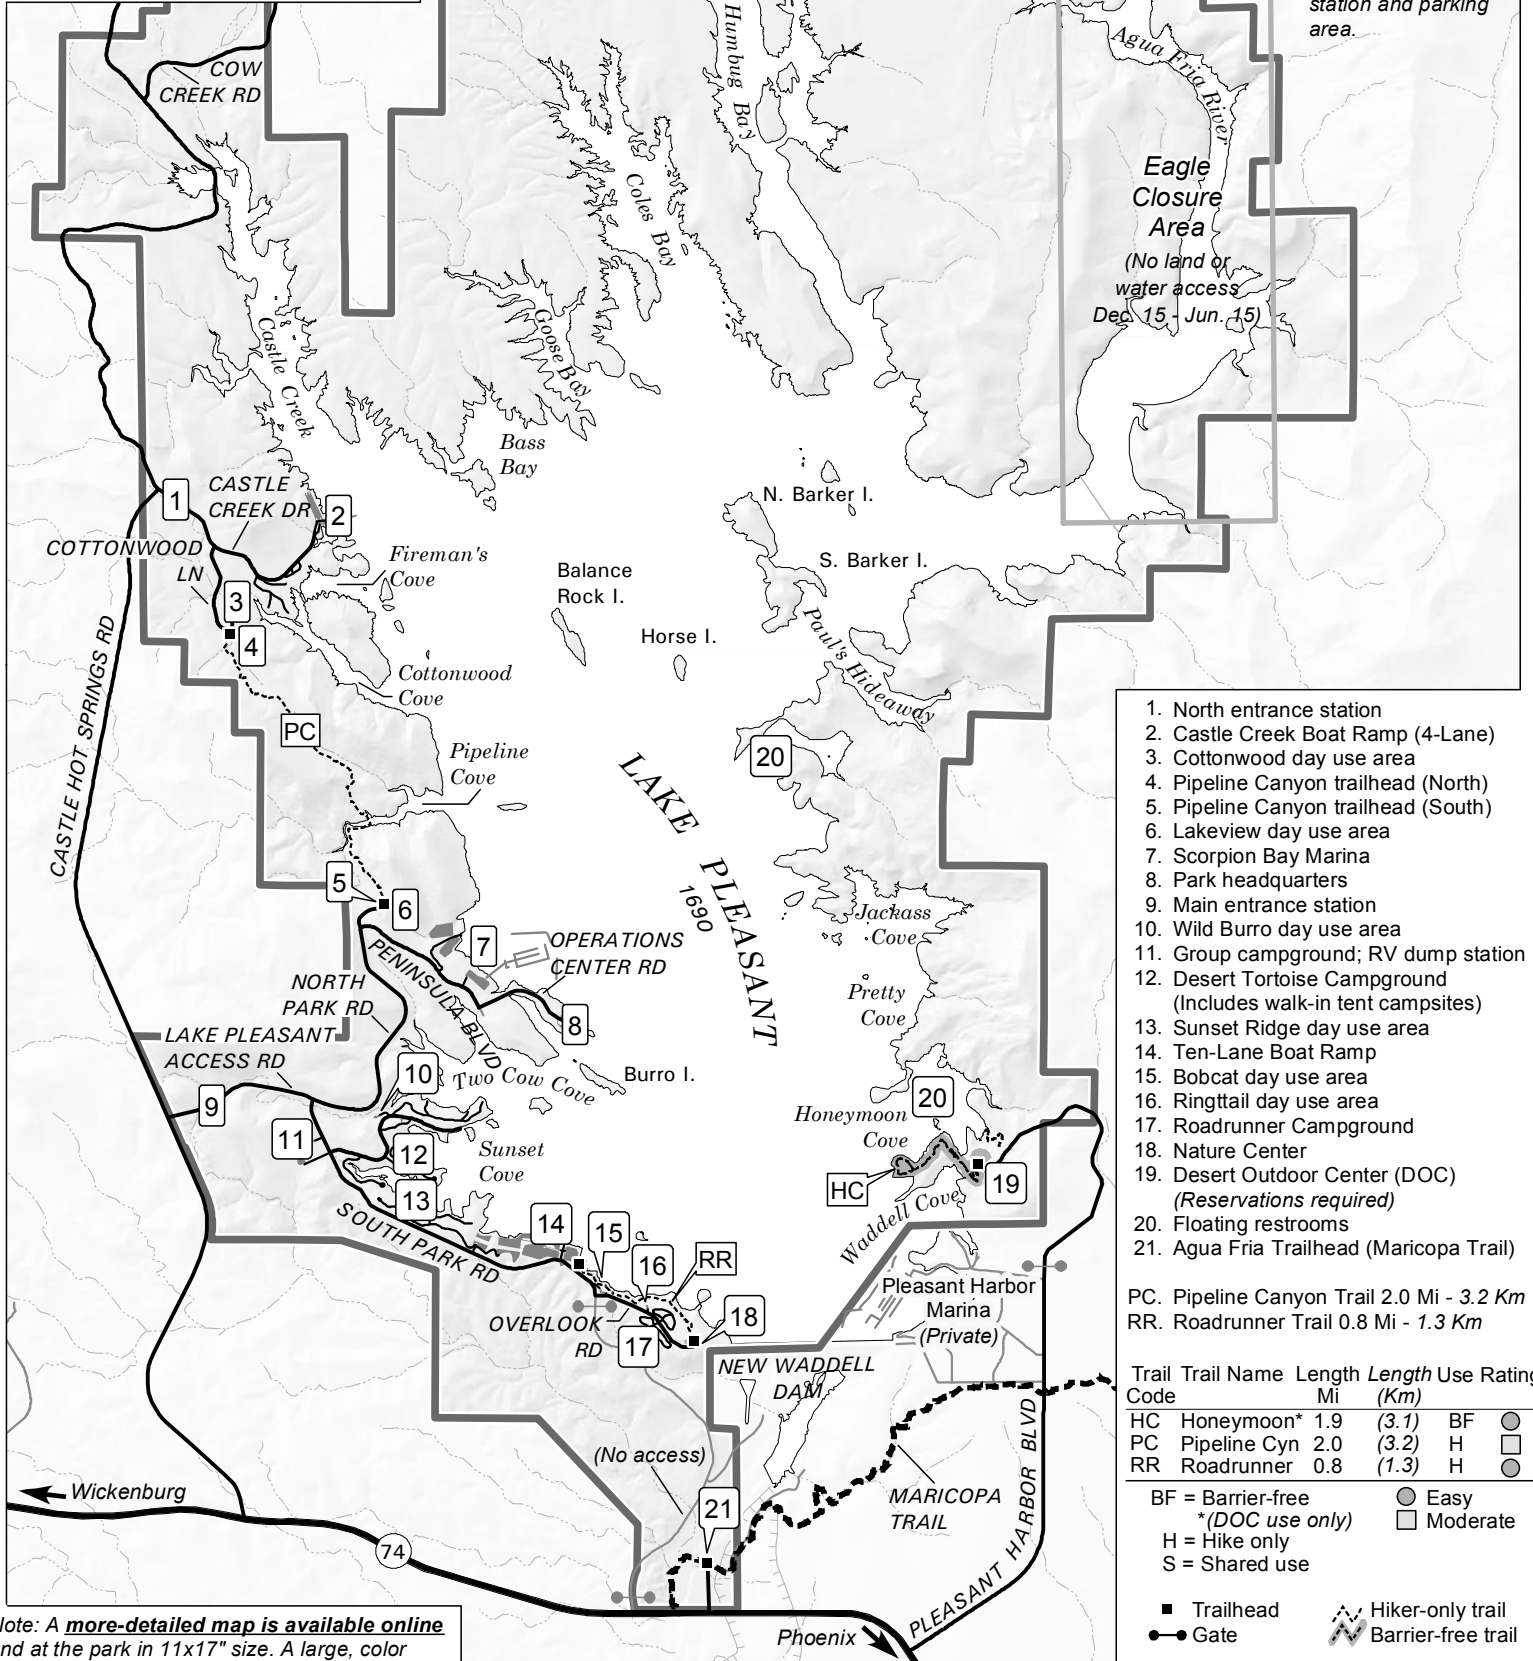 station and parking
area.
COW
CREEK RD
Humbug Bay
Agua Fria River
Coles Bay
Eagle
Closure
Area
(No land or
water access
Dec. 15 - Jun. 15)
Castle Creek
Goose Bay
Bass
Bay
1
CASTLE
CREEK DR
2
N. Barker I.
COTTONWOOD
LN
Fireman's
Cove
S. Barker I.
Balance
Rock I.
3
4
Horse I.
Paul's Hideaway
Cottonwood
Cove
CASTLE HOT SPRINGS RD
PC
Pipeline
Cove
20
LAKE PLEASANT
1690
5
6
Jackass
Cove
7
OPERATIONS
CENTER RD
PENINSULA BLVD
NORTH
PARK RD
Pretty
Cove
8
LAKE PLEASANT
ACCESS RD
10
Two Cow Cove
Burro I.
9
20
Honeymoon
Cove
11
12
Sunset
Cove
HC
19
13
Waddell Cove
SOUTH PARK RD
14
15
16
RR
Pleasant Harbor
Marina
(Private)
OVERLOOK
RD
17
18
NEW WADDELL
DAM
(No access)
MARICOPA
TRAIL
PLEASANT HARBOR BLVD
Wickenburg
21
74
Phoenix
1. North entrance station
2. Castle Creek Boat Ramp (4-Lane)
3. Cottonwood day use area
4. Pipeline Canyon trailhead (North)
5. Pipeline Canyon trailhead (South)
6. Lakeview day use area
7. Scorpion Bay Marina
8. Park headquarters
9. Main entrance station
10. Wild Burro day use area
11. Group campground; RV dump station
12. Desert Tortoise Campground
(Includes walk-in tent campsites)
13. Sunset Ridge day use area
14. Ten-Lane Boat Ramp
15. Bobcat day use area
16. Ringttail day use area
17. Roadrunner Campground
18. Nature Center
19. Desert Outdoor Center (DOC)
(Reservations required)
20. Floating restrooms
21. Agua Fria Trailhead (Maricopa Trail)
PC. Pipeline Canyon Trail 2.0 Mi - 3.2 Km
RR. Roadrunner Trail 0.8 Mi - 1.3 Km
Trail Trail Name Length Length Use Rating
Code Mi (Km)
HC Honeymoon* 1.9 (3.1) BF
PC Pipeline Cyn 2.0 (3.2) H
RR Roadrunner 0.8 (1.3) H
BF = Barrier-free Easy
*(DOC use only) Moderate
H = Hike only
S = Shared use
Trailhead Hiker-only trail
Gate Barrier-free trail
Note: A more-detailed map is available online
and at the park in 11x17" size. A large, color